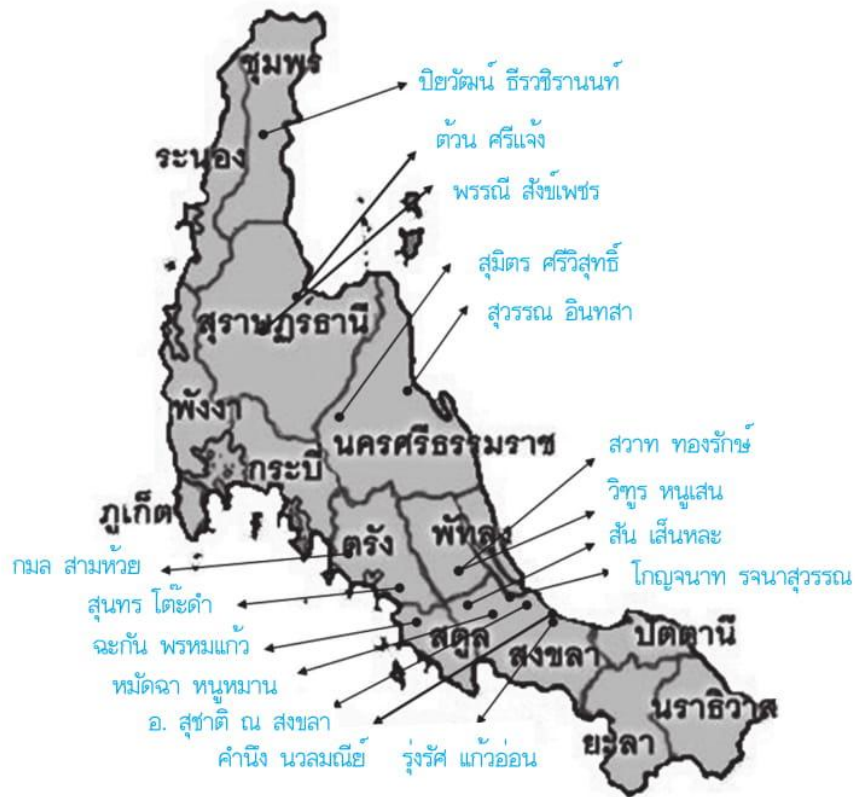 ชุมพร
ปิยวัฒน์ ธีรวชิรานนท์
ต้วน ศรีแจ้ง
ระนอง
พรรณี สังข์เพชร
สุมิตร ศรีวิสุทธิ์
สุวรรณ อินทสา
สุราษฎร์ธานี
พังงา
นครศรีธรรมราช
สวาท ทองรักษ์
กระบี่
วิฑูร หนูเสน
ภูเก็ต
พัทลุง
สัน เส็นหละ
ตรัง
กมล สามห้วย
โกญจนาท รจนาสุวรรณ
สุนทร โต๊ะดำ
ฉะกัน พรหมแก้ว
สตูล
ปัตตานี
สงขลา
หมัดฉา หนูหมาน
นราธิวาส
อ. สุชาติ ณ สงขลา
ยะลา
คำนึง นวลมณีย์
รุ่งรัศ แก้วอ่อน